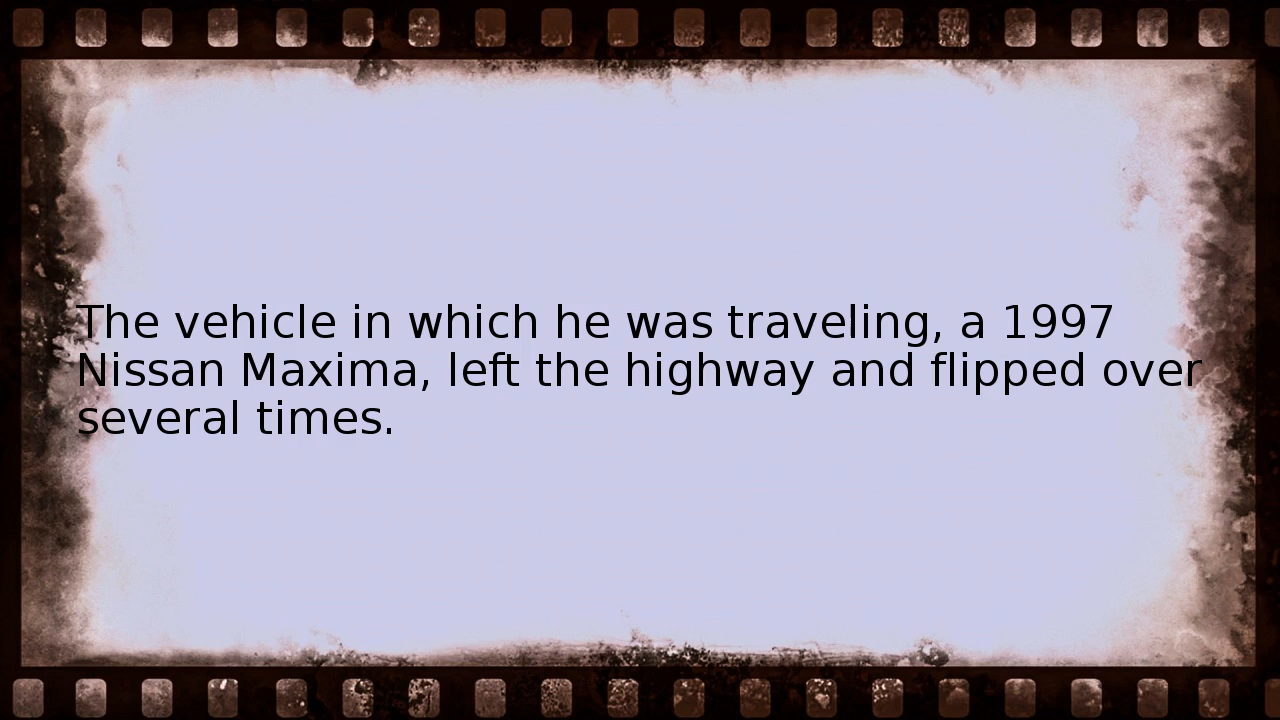 The vehicle in which he was traveling, a 1997
Nissan Maxima, left the highway and flipped over
several times.